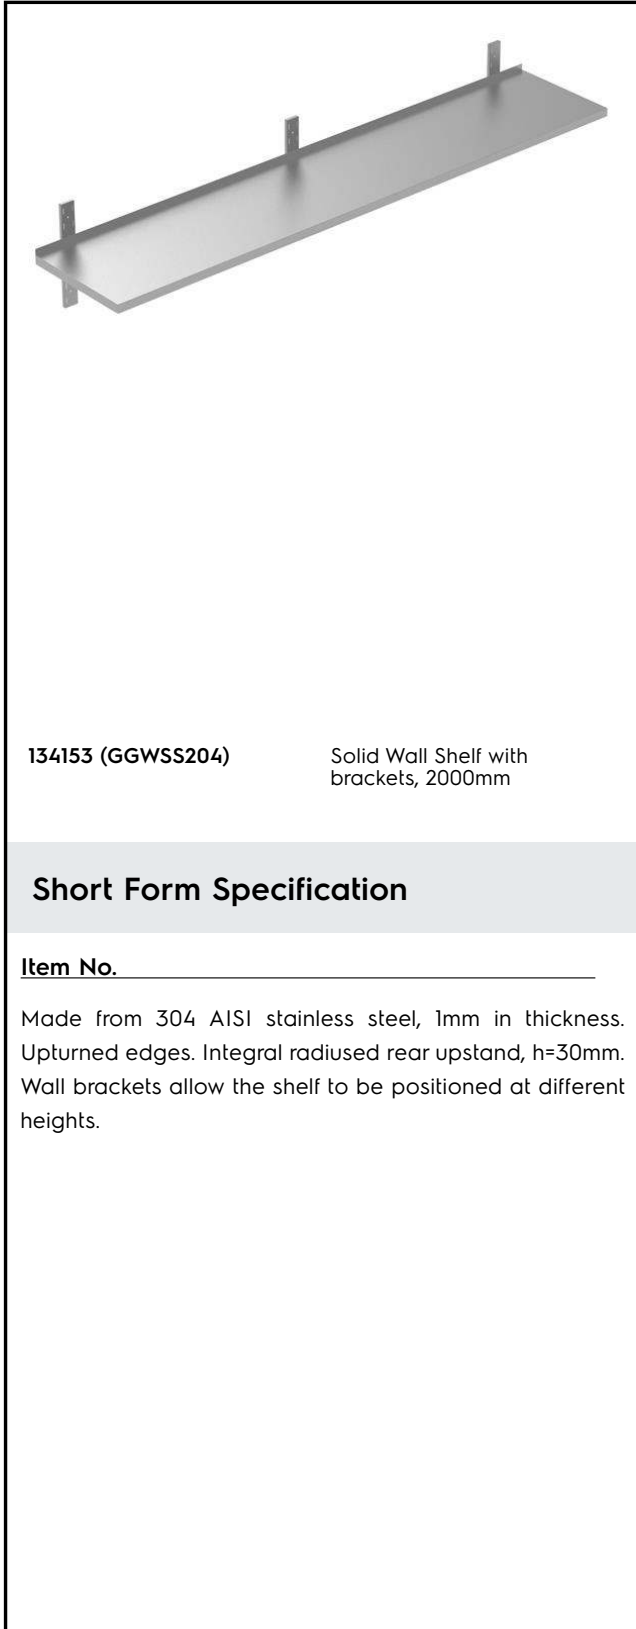 134153 (GGWSS204)
Solid Wall Shelf with
brackets, 2000mm
Short Form Specification
Item No.
Made from 304 AISI stainless steel, 1mm in thickness.
Upturned edges. Integral radiused rear upstand, h=30mm.
Wall brackets allow the shelf to be positioned at different
heights.